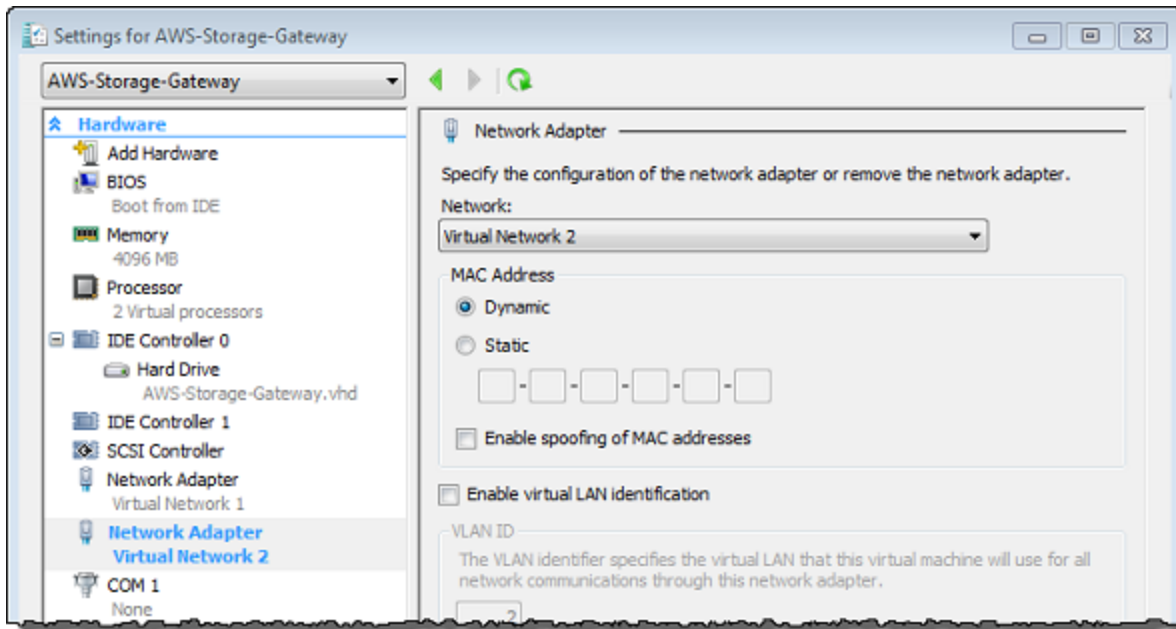 Settings for AWS-Storage-Gateway
AWS-Storage-Gateway
Hardware
Add Hardware
BIOS
Boot from IDE
Memory
4096 MB
Processor
2 Virtual processors
IDE Controller 0
Hard Drive
AWS-Storage-Gateway.vhd
IDE Controller 1
SCSI Controller
Network Adapter
Virtual Network 1
Network Adapter
Virtual Network 2
COM 1
None
Network Adapter
Specify the configuration of the network adapter or remove the network adapter.
Network:
Virtual Network 2
MAC Address
Dynamic
Static
- - - - -
Enable spoofing of MAC addresses
Enable virtual LAN identification
VLAN ID
The VLAN identifier specifies the virtual LAN that this virtual machine will use for all
network communications through this network adapter.
2